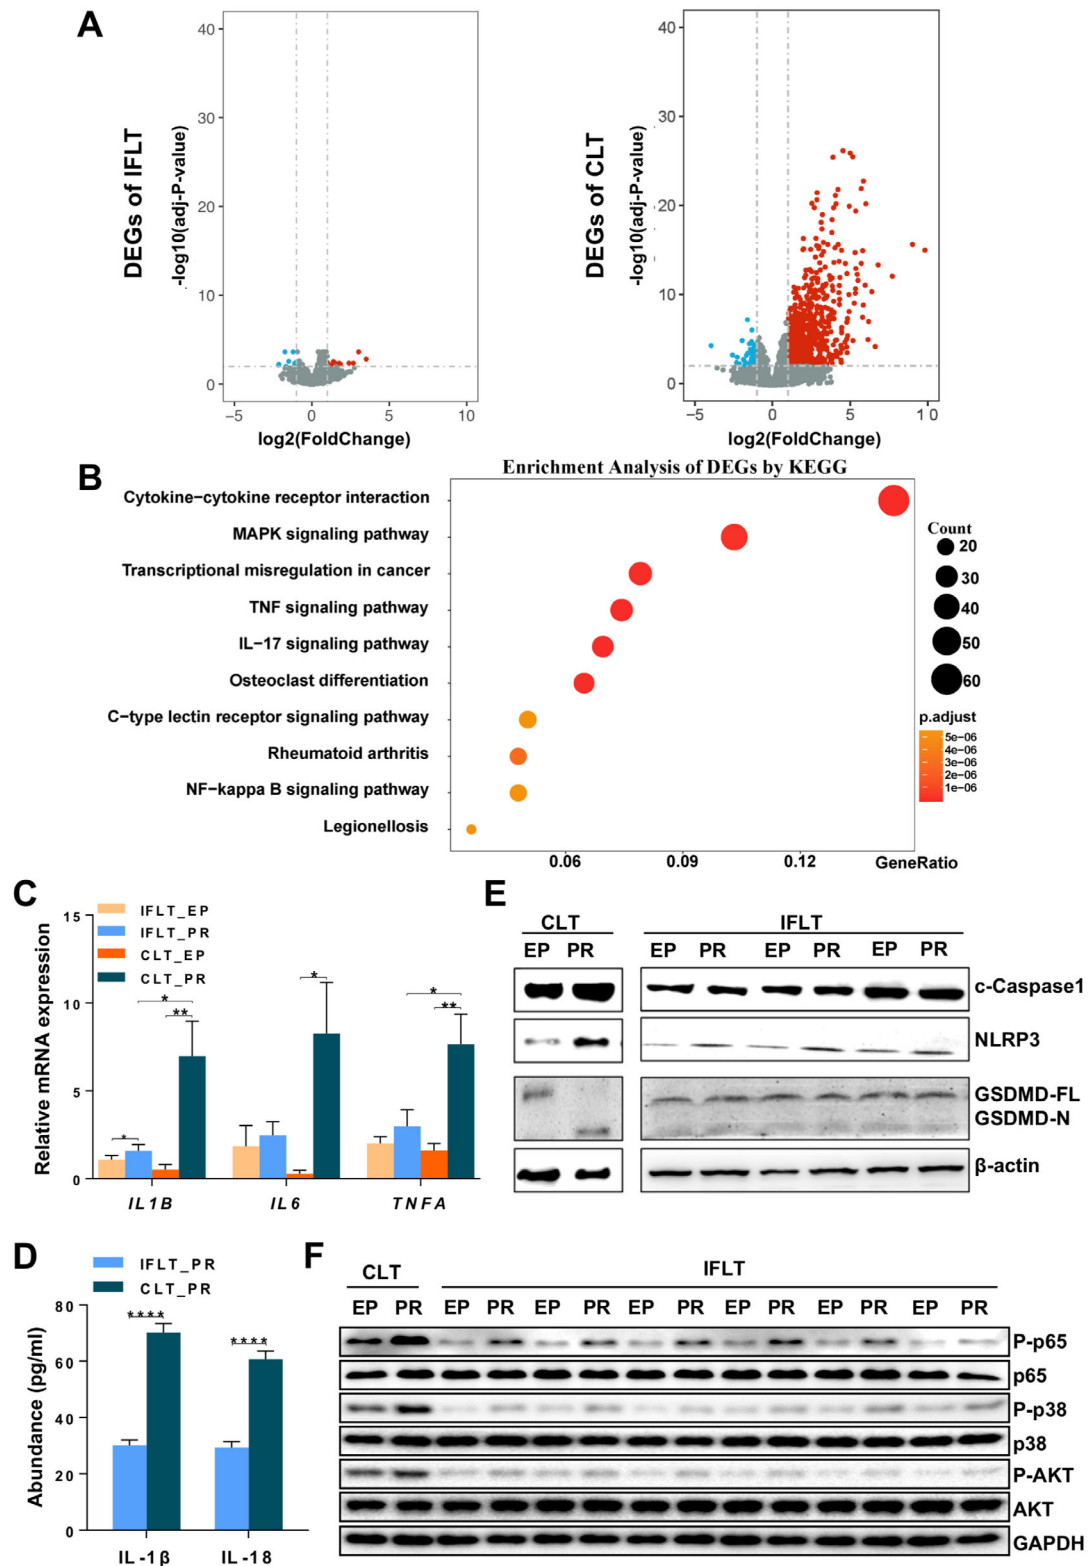 A
DEGs of IFLT
-log10(adj-P-value)
40
30
20
10
0
-5 0 5 10
log2(FoldChange)
DEGs of CLT
-log10(adj-P-value)
40
30
20
10
0
-5 0 5 10
log2(FoldChange)
B
Enrichment Analysis of DEGs by KEGG
Cytokine-cytokine receptor interaction
MAPK signaling pathway
Transcriptional misregulation in cancer
TNF signaling pathway
IL-17 signaling pathway
Osteoclast differentiation
C-type lectin receptor signaling pathway
Rheumatoid arthritis
NF-kappa B signaling pathway
Legionellosis
0.06 0.09 0.12 GeneRatio
Count
20
30
40
50
60
p.adjust
5e-06
4e-06
3e-06
2e-06
1e-06
C
IFLT_EP
IFLT_PR
CLT_EP
CLT_PR
Relative mRNA expression
15
10
5
0
* * ** * * **
IL1B IL6 TNFA
E
CLT IFLT
EP PR EP PR EP PR EP PR
c-Caspase1
NLRP3
GSDMD-FL
GSDMD-N
β-actin
D
IFLT_PR
CLT_PR
Abundance (pg/ml)
80
60
40
20
0
**** ****
IL-1β IL-18
F
CLT IFLT
EP PR EP PR EP PR EP PR EP PR EP PR EP PR
P-p65
p65
P-p38
p38
P-AKT
AKT
GAPDH